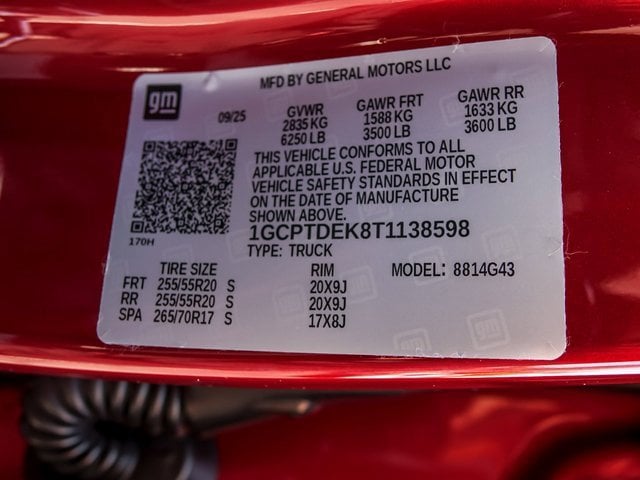 MFD BY GENERAL MOTORS LLC
gm
09/25 GVWR GAWR FRT GAWR RR
2835 KG 1588 KG 1633 KG
6250 LB 3500 LB 3600 LB
THIS VEHICLE CONFORMS TO ALL
APPLICABLE U.S. FEDERAL MOTOR
VEHICLE SAFETY STANDARDS IN EFFECT
ON THE DATE OF MANUFACTURE
SHOWN ABOVE.
170H
1GCPTDEK8T1138598
TYPE: TRUCK
TIRE SIZE RIM MODEL: 8814G43
FRT 255/55R20 S 20X9J
RR 255/55R20 S 20X9J
SPA 265/70R17 S 17X8J